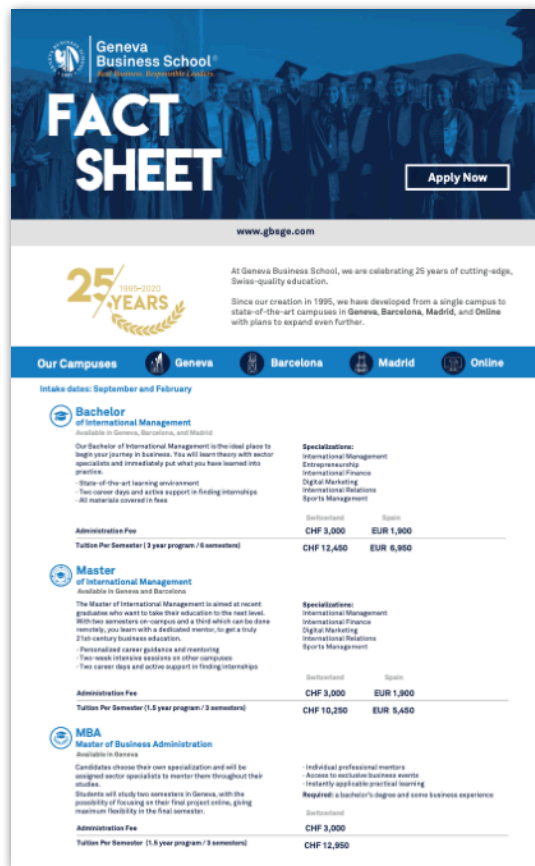 Geneva
Business School®
Best Business. Responsible Leaders.
FACT
SHEET
Apply Now
www.gbsge.com
25 YEARS
1995-2020
At Geneva Business School, we are celebrating 25 years of cutting-edge,
Swiss-quality education.
Since our creation in 1995, we have developed from a single campus to
state-of-the-art campuses in Geneva, Barcelona, Madrid, and Online
with plans to expand even further.
Our Campuses Geneva Barcelona Madrid Online
Intake dates: September and February
Bachelor
of International Management
Available in Geneva, Barcelona, and Madrid
Our Bachelor of International Management is the ideal place to
begin your journey in business. You will learn theory with sector
specialists and immediately put what you have learned into
practice.
- State-of-the-art learning environment
- Two career days and active support in finding internships
- All materials covered in fees
Specializations:
International Management
Entrepreneurship
International Finance
Digital Marketing
International Relations
Sports Management
Switzerland Spain
Administration Fee CHF 3,000 EUR 1,900
Tuition Per Semester ( 3 year program / 6 semesters) CHF 12,450 EUR 6,950
Master
of International Management
Available in Geneva and Barcelona
The Master of International Management is aimed at recent
graduates who want to take their education to the next level.
With two semesters on-campus and a third which can be done
remotely, you learn with a dedicated mentor, to get a truly
21st-century business education.
- Personalized career guidance and mentoring
- Two-week intensive sessions on other campuses
- Two career days and active support in finding internships
Specializations:
International Management
International Finance
Digital Marketing
International Relations
Sports Management
Switzerland Spain
Administration Fee CHF 3,000 EUR 1,900
Tuition Per Semester (1.5 year program / 3 semesters) CHF 10,250 EUR 5,450
MBA
Master of Business Administration
Available in Geneva
Candidates choose their own specialization and will be
assigned sector specialists to mentor them throughout their
studies.
Students will study two semesters in Geneva, with the
possibility of focusing on their final project online, giving
maximum flexibility in the final semester.
- Individual professional mentors
- Access to exclusive business events
- Instantly applicable practical learning
Required: a bachelor's degree and some business experience
Switzerland
Administration Fee CHF 3,000
Tuition Per Semester (1.5 year program / 3 semesters) CHF 12,950